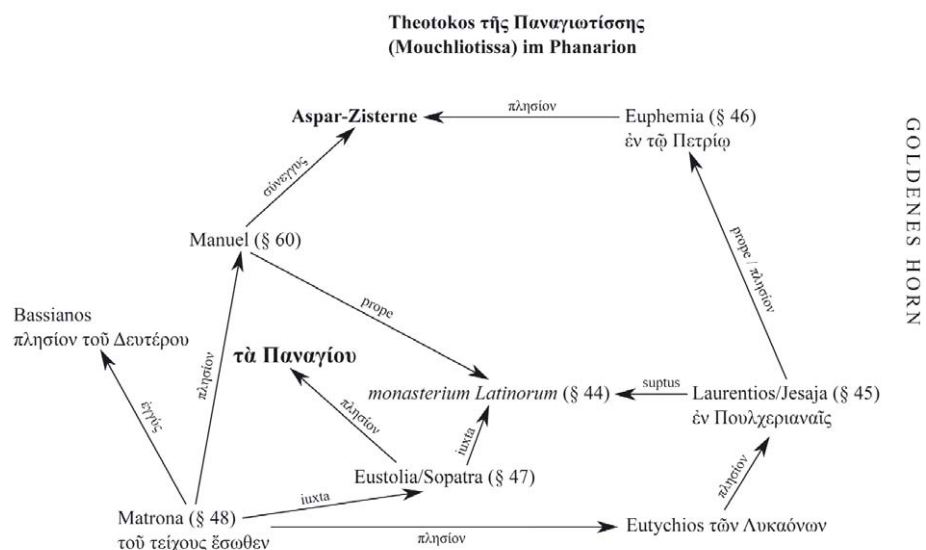 Theotokos τῆς Παναγιωτίσσης
(Mouchliotissa) im Phanarion
Aspar-Zisterne
πλησίον
Euphemia (§ 46)
ἐν τῷ Πετρίῳ
GOLDENES HORN
σύνεγγυς
Manuel (§ 60)
prope / πλησίον
prope
Bassianos
πλησίον τοῦ Δευτέρου
πλησίον
τὰ Παναγίου
monasterium Latinorum (§ 44)
suptus
Laurentios/Jesaja (§ 45)
ἐν Πουλχεριαναῖς
ἐγγύς
πλησίον
iuxta
πλησίον
Eustolia/Sopatra (§ 47)
iuxta
Matrona (§ 48)
τοῦ τείχους ἔσωθεν
πλησίον
Eutychios τῶν Λυκαόνων